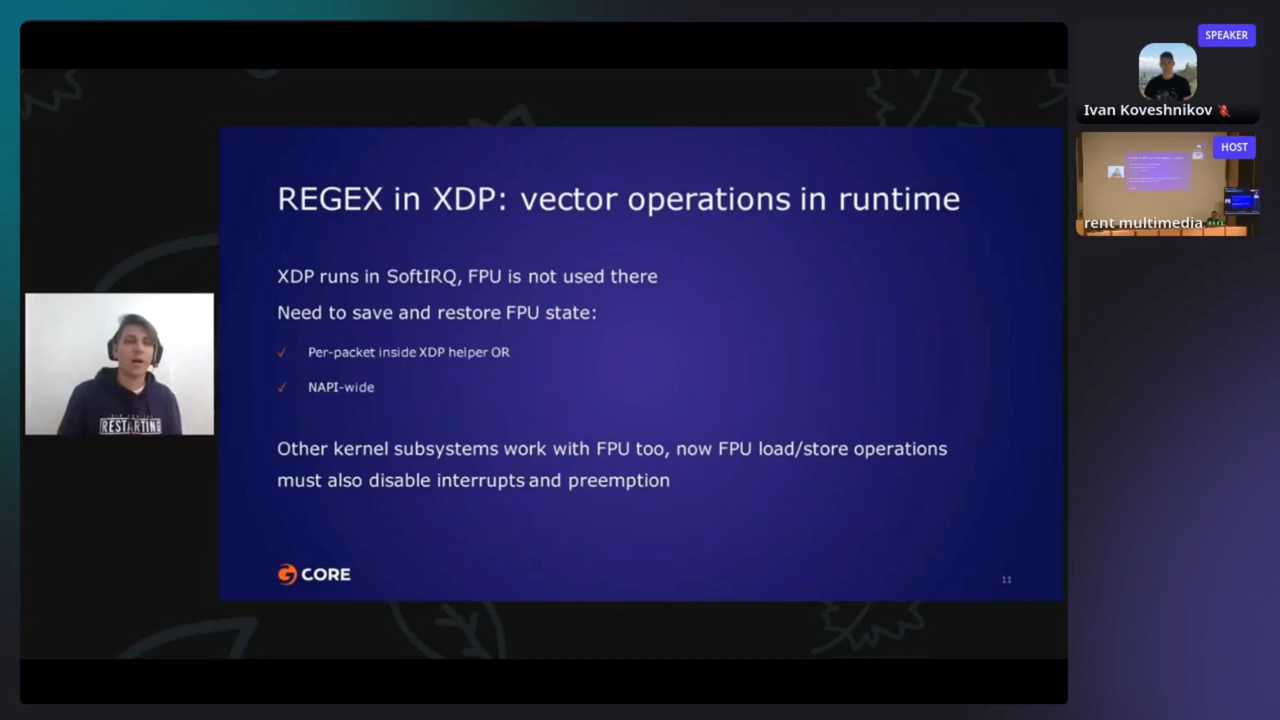 REGEX in XDP: vector operations in runtime
XDP runs in SoftIRQ, FPU is not used there
Need to save and restore FPU state:
Per-packet inside XDP helper OR
NAPI-wide
Other kernel subsystems work with FPU too, now FPU load/store operations
must also disable interrupts and preemption
G CORE
11
RESTARTING
SPEAKER
Ivan Koveshnikov
HOST
rent multimedia